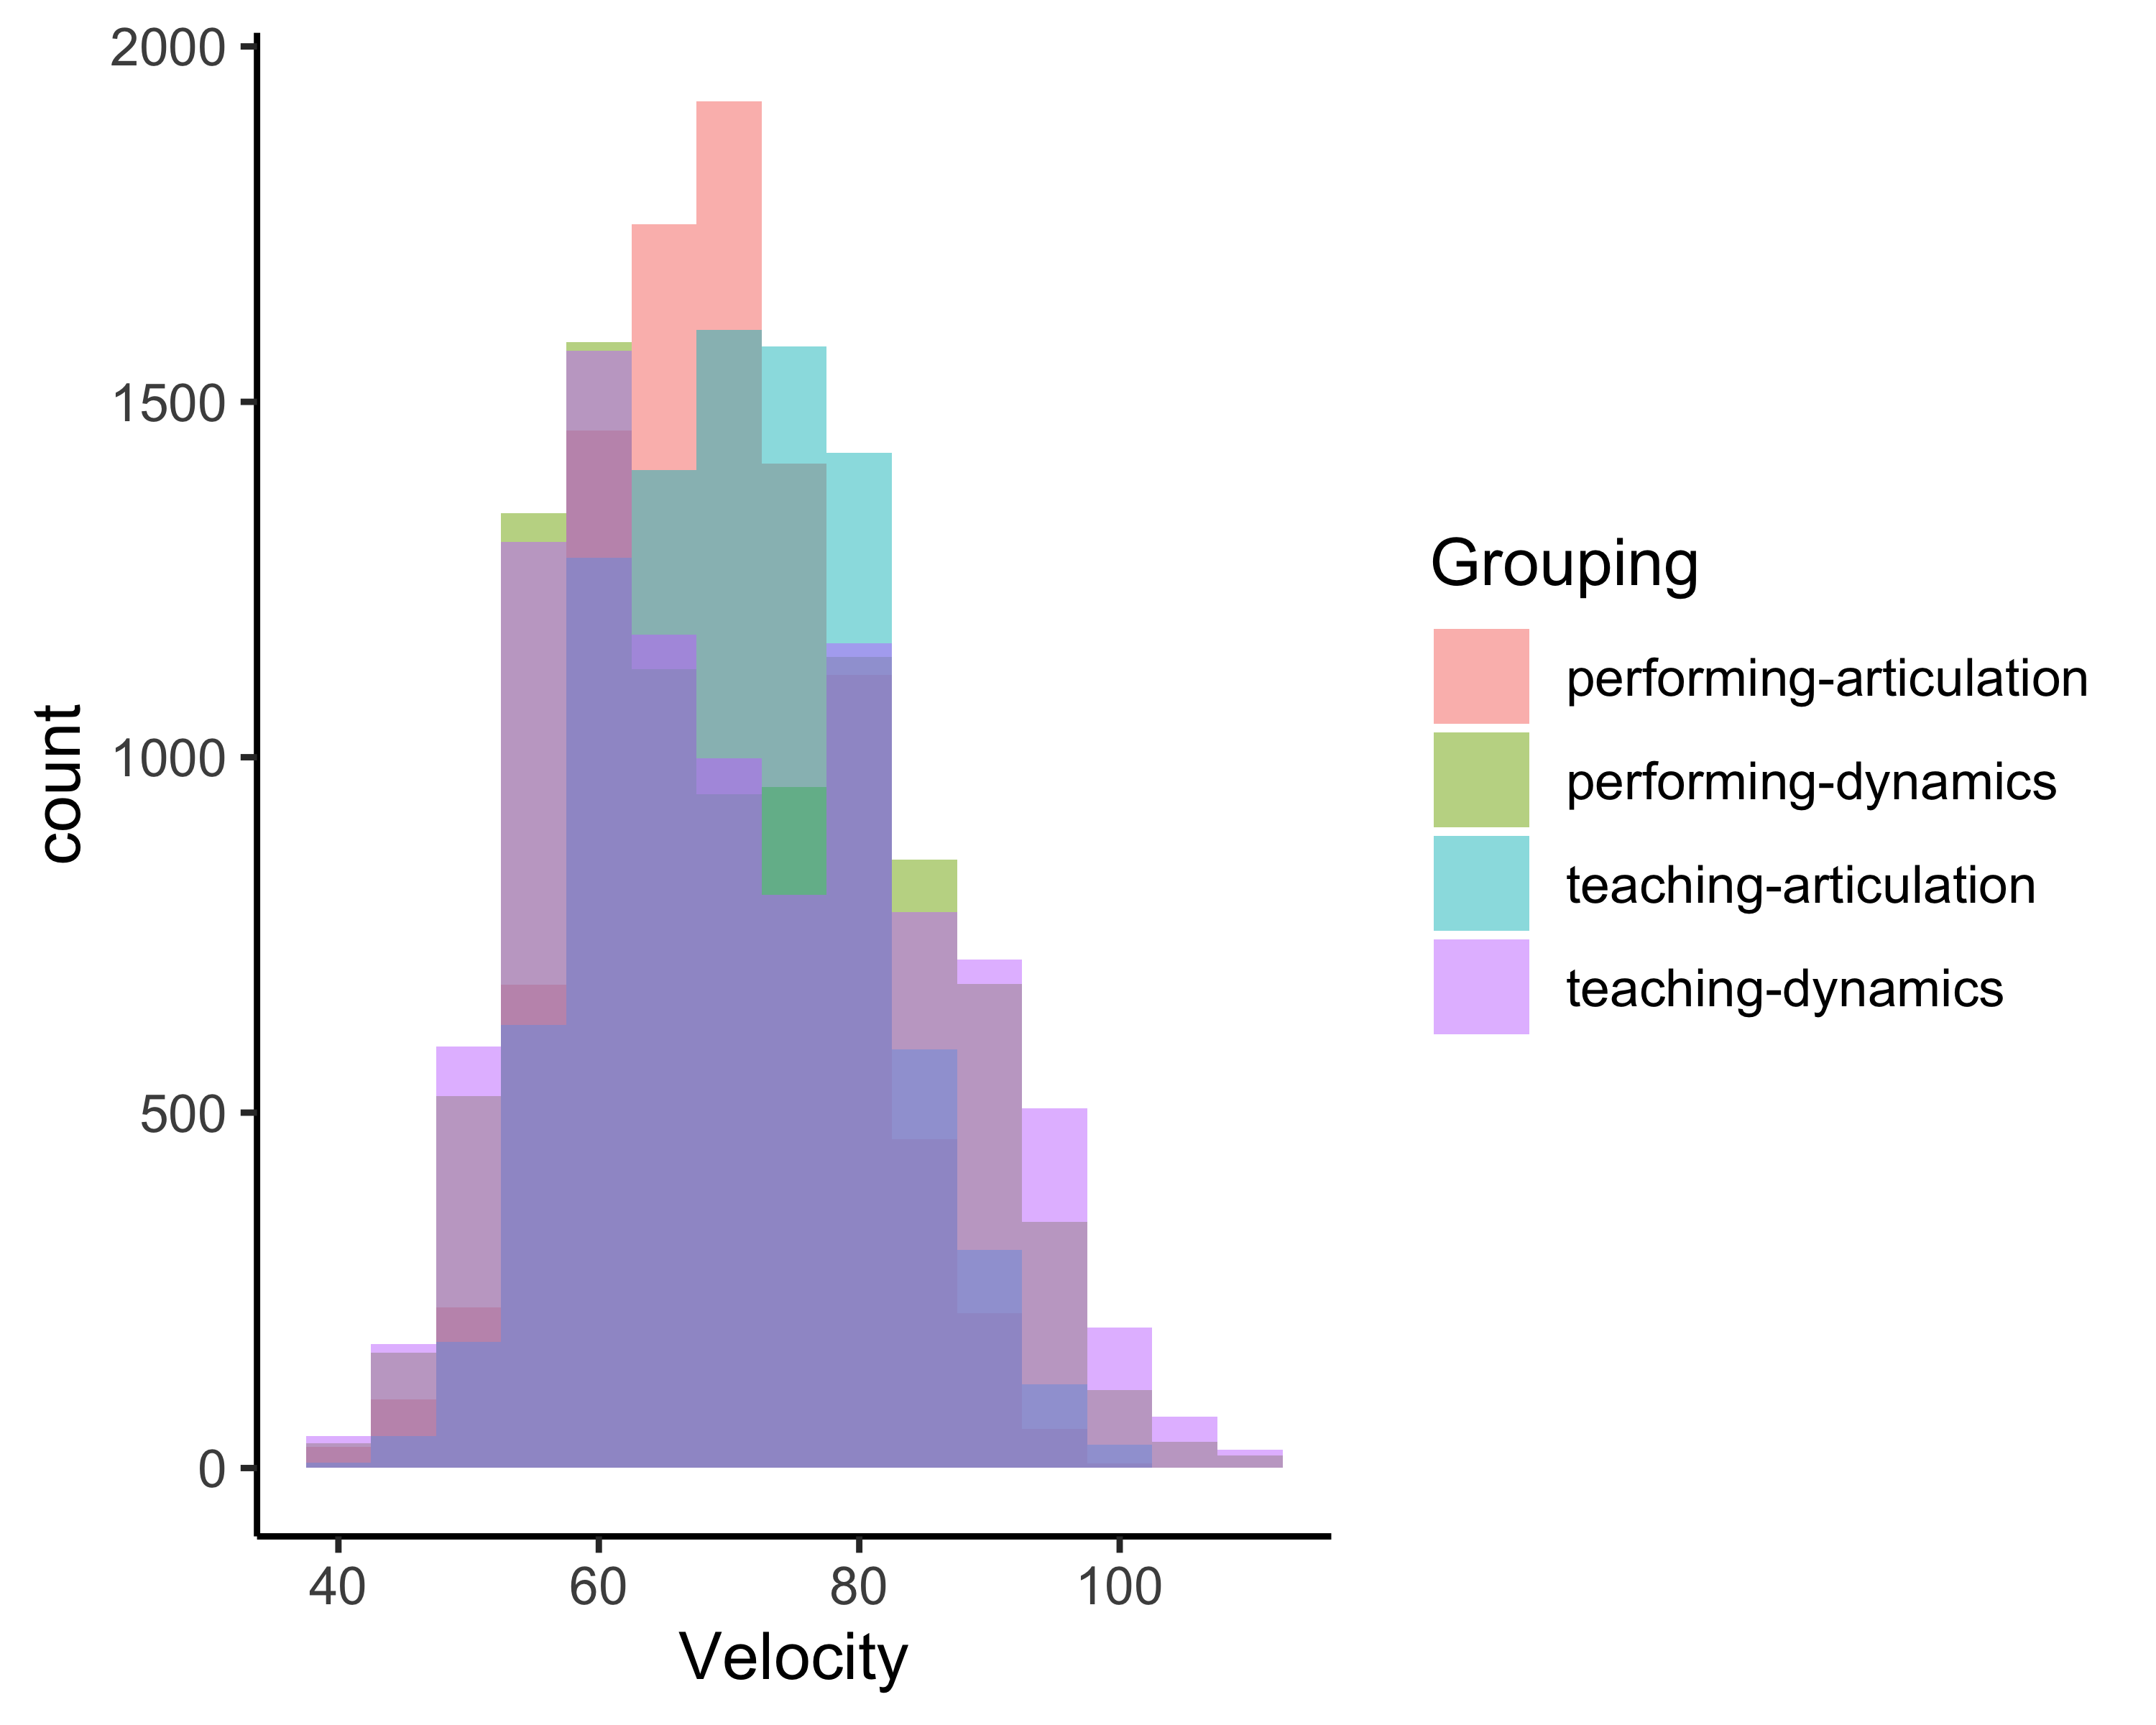 2000
1500
1000
500
0
count
40 60 80 100
Velocity
Grouping
performing-articulation
performing-dynamics
teaching-articulation
teaching-dynamics